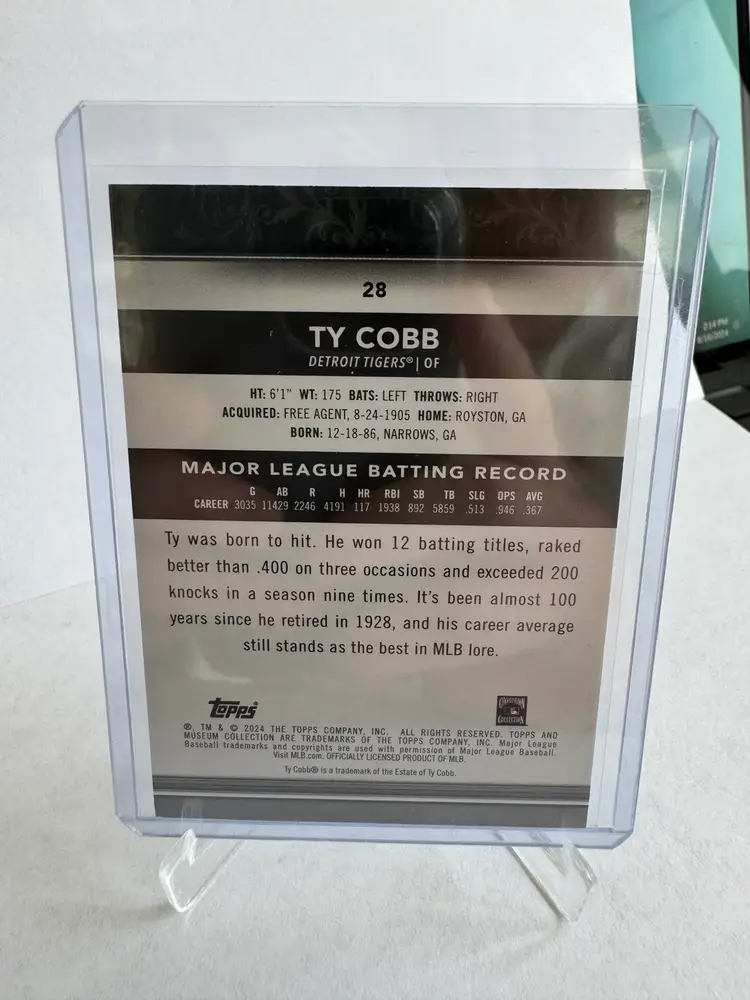 28
TY COBB
DETROIT TIGERS® | OF
HT: 6'1" WT: 175 BATS: LEFT THROWS: RIGHT
ACQUIRED: FREE AGENT, 8-24-1905 HOME: ROYSTON, GA
BORN: 12-18-86, NARROWS, GA
MAJOR LEAGUE BATTING RECORD
G AB R H HR RBI SB TB SLG OPS AVG
CAREER 3035 11429 2246 4191 117 1938 892 5859 .513 .946 .367
Ty was born to hit. He won 12 batting titles, raked
better than .400 on three occasions and exceeded 200
knocks in a season nine times. It's been almost 100
years since he retired in 1928, and his career average
still stands as the best in MLB lore.
topps
COOPERSTOWN
COLLECTION
®, TM & © 2024 THE TOPPS COMPANY, INC. ALL RIGHTS RESERVED. TOPPS AND
MUSEUM COLLECTION ARE TRADEMARKS OF THE TOPPS COMPANY, INC. Major League
Baseball trademarks and copyrights are used with permission of Major League Baseball.
Visit MLB.com. OFFICIALLY LICENSED PRODUCT OF MLB.
Ty Cobb® is a trademark of the Estate of Ty Cobb.